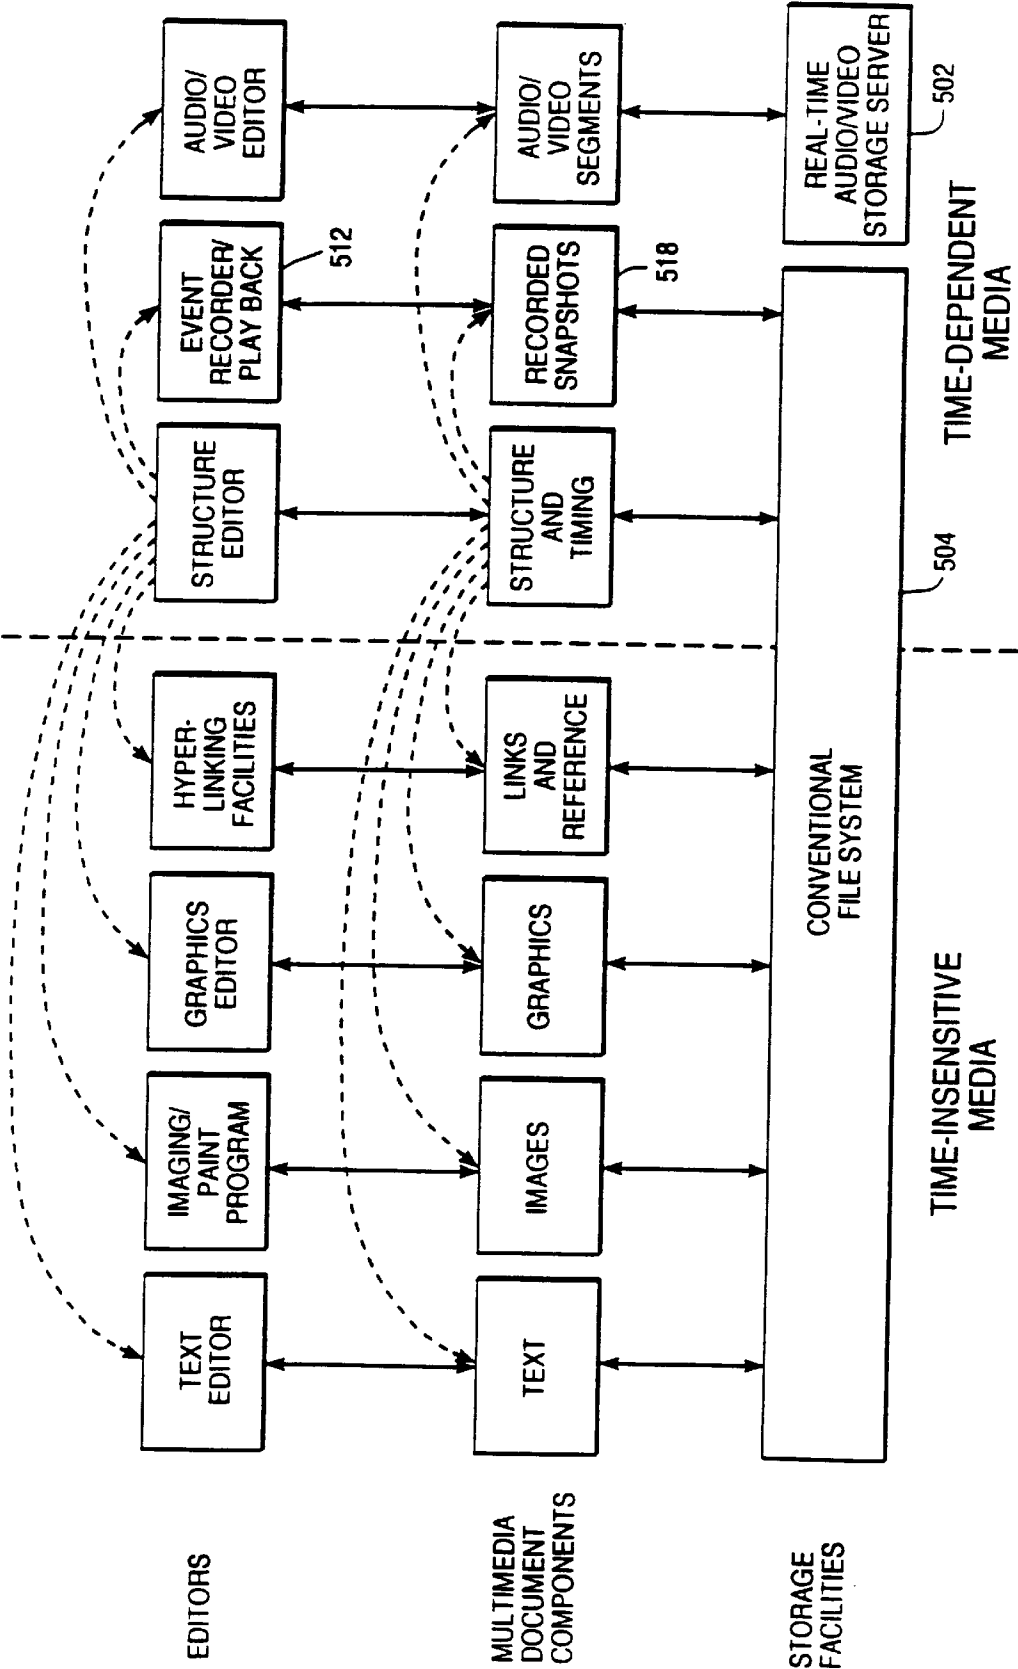 EDITORS
TEXT
EDITOR
IMAGING/
PAINT
PROGRAM
GRAPHICS
EDITOR
HYPER-
LINKING
FACILITIES
STRUCTURE
EDITOR
EVENT
RECORDER/
PLAY BACK
512
AUDIO/
VIDEO
EDITOR
MULTIMEDIA
DOCUMENT
COMPONENTS
TEXT
IMAGES
GRAPHICS
LINKS
AND
REFERENCE
STRUCTURE
AND
TIMING
RECORDED
SNAPSHOTS
518
AUDIO/
VIDEO
SEGMENTS
STORAGE
FACILITIES
CONVENTIONAL
FILE SYSTEM
504
REAL-TIME
AUDIO/VIDEO
STORAGE SERVER
502
TIME-INSENSITIVE
MEDIA
TIME-DEPENDENT
MEDIA